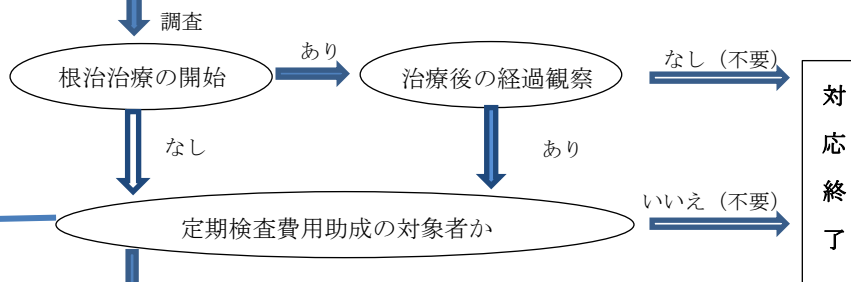 調査
根治治療の開始
あり
治療後の経過観察
なし（不要）
なし
あり
定期検査費用助成の対象者か
いいえ（不要）
対応終了